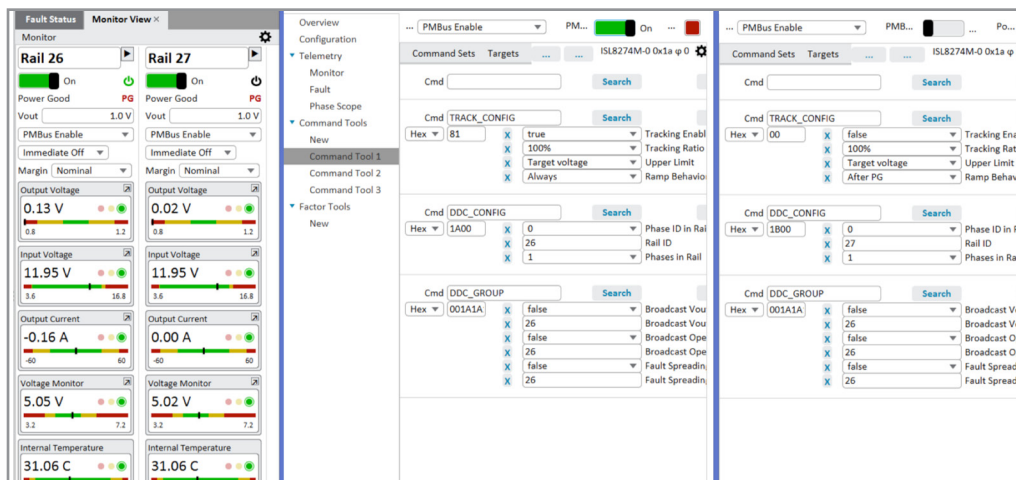 Fault Status
Monitor View ×
Monitor
Rail 26
Rail 27
On
On
Power Good PG
Power Good PG
Vout 1.0 V
Vout 1.0 V
PMBus Enable
PMBus Enable
Immediate Off
Immediate Off
Margin Nominal
Margin Nominal
Output Voltage
0.13 V
0.8 1.2
Output Voltage
0.02 V
0.8 1.2
Input Voltage
11.95 V
3.6 16.8
Input Voltage
11.95 V
3.6 16.8
Output Current
-0.16 A
-60 60
Output Current
0.00 A
-60 60
Voltage Monitor
5.05 V
3.2 7.2
Voltage Monitor
5.02 V
3.2 7.2
Internal Temperature
31.06 C
Internal Temperature
31.06 C
Overview
Configuration
Telemetry
Monitor
Fault
Phase Scope
Command Tools
New
Command Tool 1
Command Tool 2
Command Tool 3
Factor Tools
New
... PMBus Enable PM... On ...
Command Sets Targets ... ... ISL8274M-0 0x1a φ 0
Cmd Search
Cmd TRACK_CONFIG Search
Hex 81 X true Tracking Enabl
X 100% Tracking Ratio
X Target voltage Upper Limit
X Always Ramp Behavio
Cmd DDC_CONFIG Search
Hex 1A00 X 0 Phase ID in Rai
X 26 Rail ID
X 1 Phases in Rail
Cmd DDC_GROUP Search
Hex 001A1A X false Broadcast Vou
X 26 Broadcast Vou
X false Broadcast Ope
X 26 Broadcast Ope
X false Fault Spreadin
X 26 Fault Spreadin
... PMBus Enable PMB... ... Po...
Command Sets Targets ... ... ISL8274M-0 0x1a φ
Cmd Search
Cmd TRACK_CONFIG Search
Hex 00 X false Tracking Ena
X 100% Tracking Rat
X Target voltage Upper Limit
X After PG Ramp Behav
Cmd DDC_CONFIG Search
Hex 1B00 X 0 Phase ID in R
X 27 Rail ID
X 1 Phases in Ra
Cmd DDC_GROUP Search
Hex 001A1A X false Broadcast Vo
X 26 Broadcast Vo
X false Broadcast O
X 26 Broadcast O
X false Fault Spread
X 26 Fault Spread